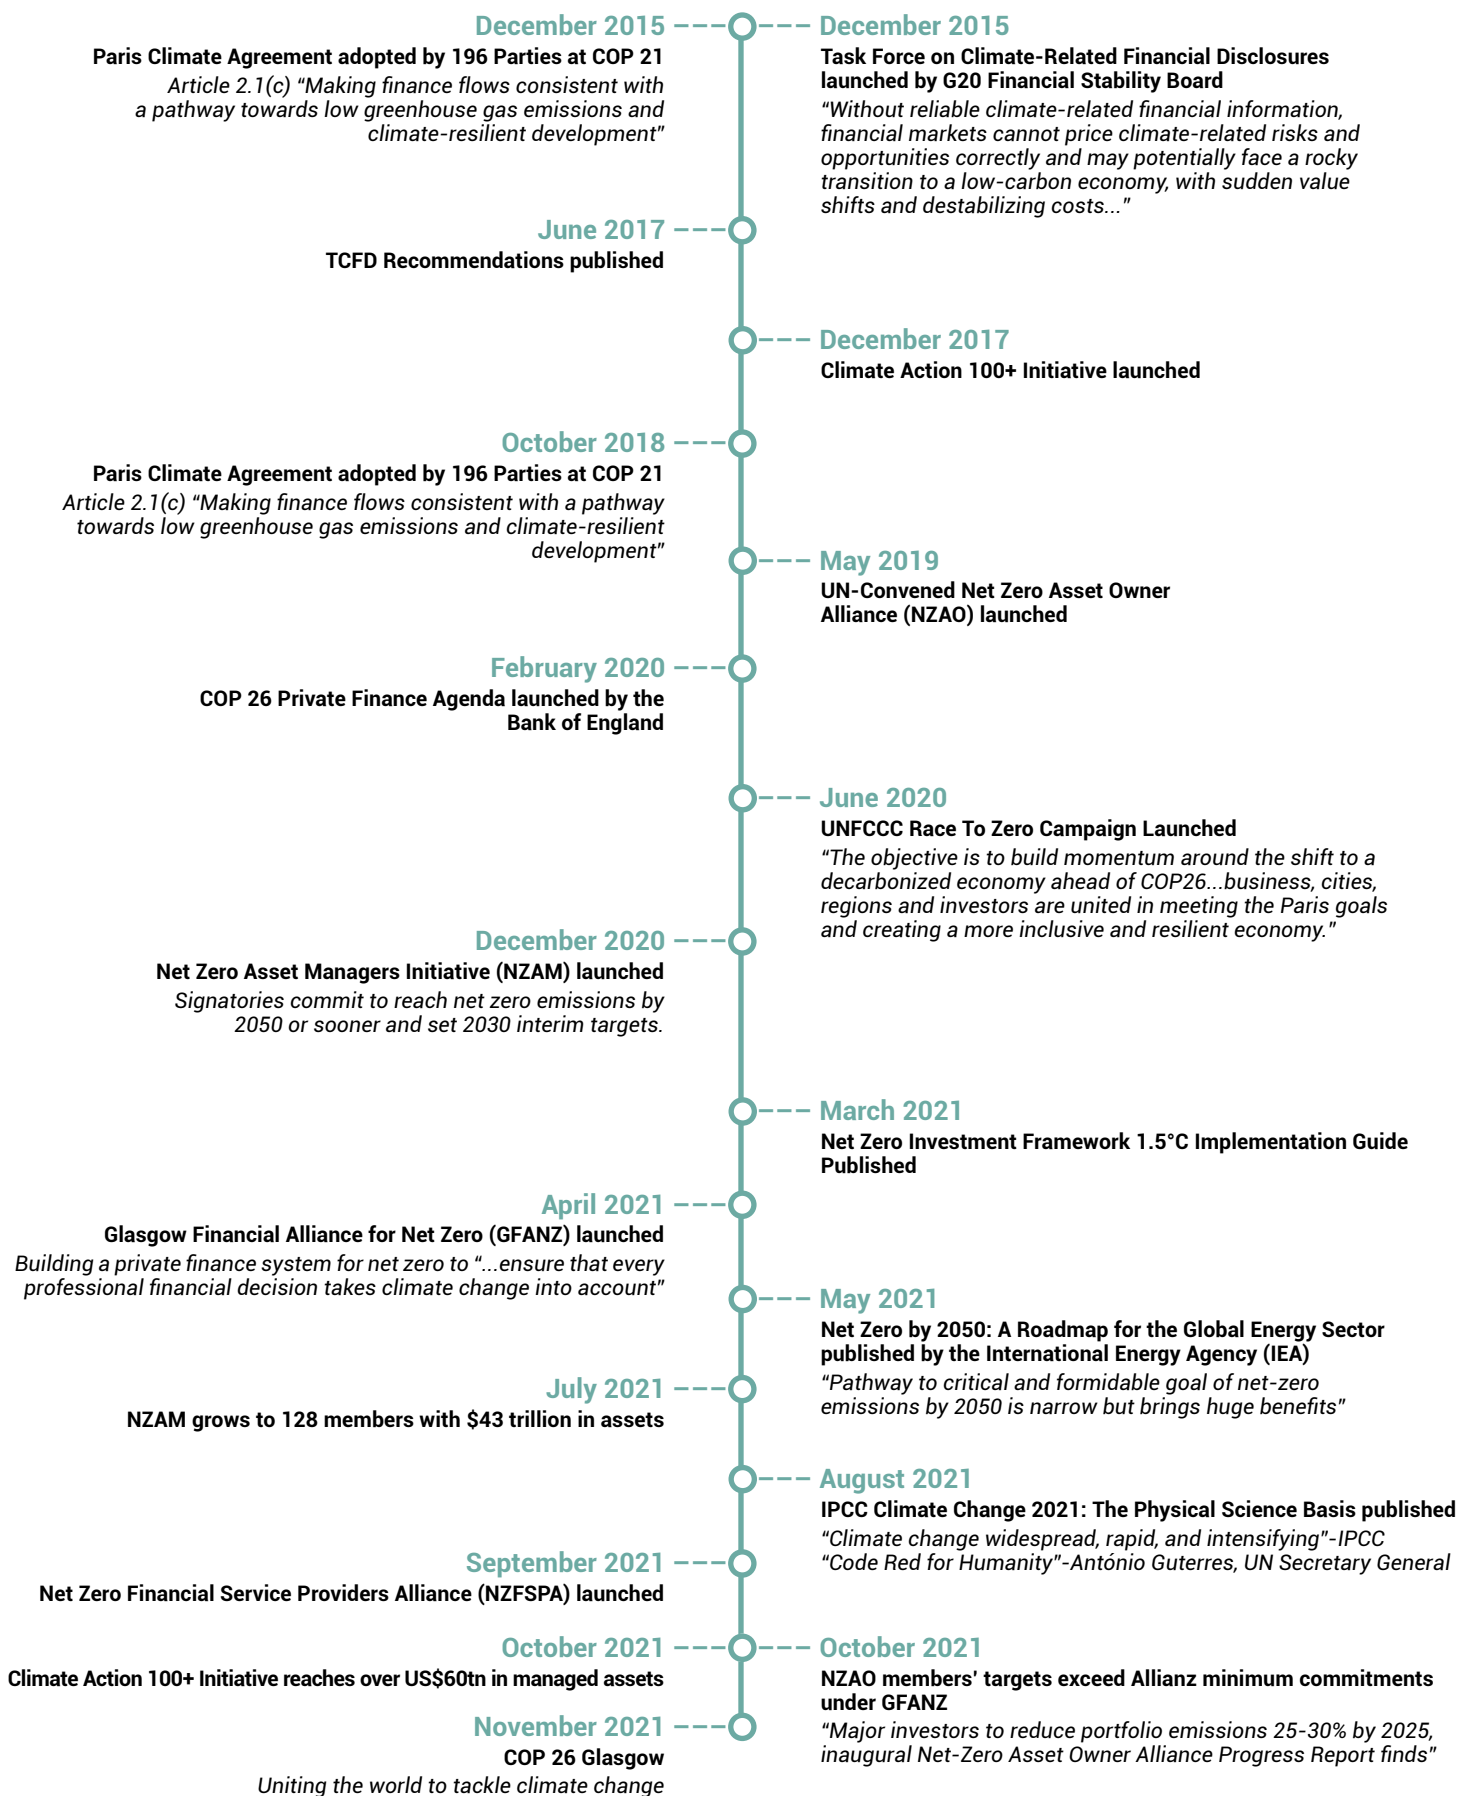 December 2015
Paris Climate Agreement adopted by 196 Parties at COP 21
Article 2.1(c) “Making finance flows consistent with
a pathway towards low greenhouse gas emissions and
climate-resilient development”
December 2015
Task Force on Climate-Related Financial Disclosures
launched by G20 Financial Stability Board
“Without reliable climate-related financial information,
financial markets cannot price climate-related risks and
opportunities correctly and may potentially face a rocky
transition to a low-carbon economy, with sudden value
shifts and destabilizing costs...”
June 2017
TCFD Recommendations published
December 2017
Climate Action 100+ Initiative launched
October 2018
Paris Climate Agreement adopted by 196 Parties at COP 21
Article 2.1(c) “Making finance flows consistent with a pathway
towards low greenhouse gas emissions and climate-resilient
development”
May 2019
UN-Convened Net Zero Asset Owner
Alliance (NZAO) launched
February 2020
COP 26 Private Finance Agenda launched by the
Bank of England
June 2020
UNFCCC Race To Zero Campaign Launched
“The objective is to build momentum around the shift to a
decarbonized economy ahead of COP26...business, cities,
regions and investors are united in meeting the Paris goals
and creating a more inclusive and resilient economy.”
December 2020
Net Zero Asset Managers Initiative (NZAM) launched
Signatories commit to reach net zero emissions by
2050 or sooner and set 2030 interim targets.
March 2021
Net Zero Investment Framework 1.5°C Implementation Guide
Published
April 2021
Glasgow Financial Alliance for Net Zero (GFANZ) launched
Building a private finance system for net zero to “...ensure that every
professional financial decision takes climate change into account”
May 2021
Net Zero by 2050: A Roadmap for the Global Energy Sector
published by the International Energy Agency (IEA)
“Pathway to critical and formidable goal of net-zero
emissions by 2050 is narrow but brings huge benefits”
July 2021
NZAM grows to 128 members with $43 trillion in assets
August 2021
IPCC Climate Change 2021: The Physical Science Basis published
“Climate change widespread, rapid, and intensifying”-IPCC
“Code Red for Humanity”-António Guterres, UN Secretary General
September 2021
Net Zero Financial Service Providers Alliance (NZFSPA) launched
October 2021
Climate Action 100+ Initiative reaches over US$60tn in managed assets
October 2021
NZAO members’ targets exceed Allianz minimum commitments
under GFANZ
“Major investors to reduce portfolio emissions 25-30% by 2025,
inaugural Net-Zero Asset Owner Alliance Progress Report finds”
November 2021
COP 26 Glasgow
Uniting the world to tackle climate change